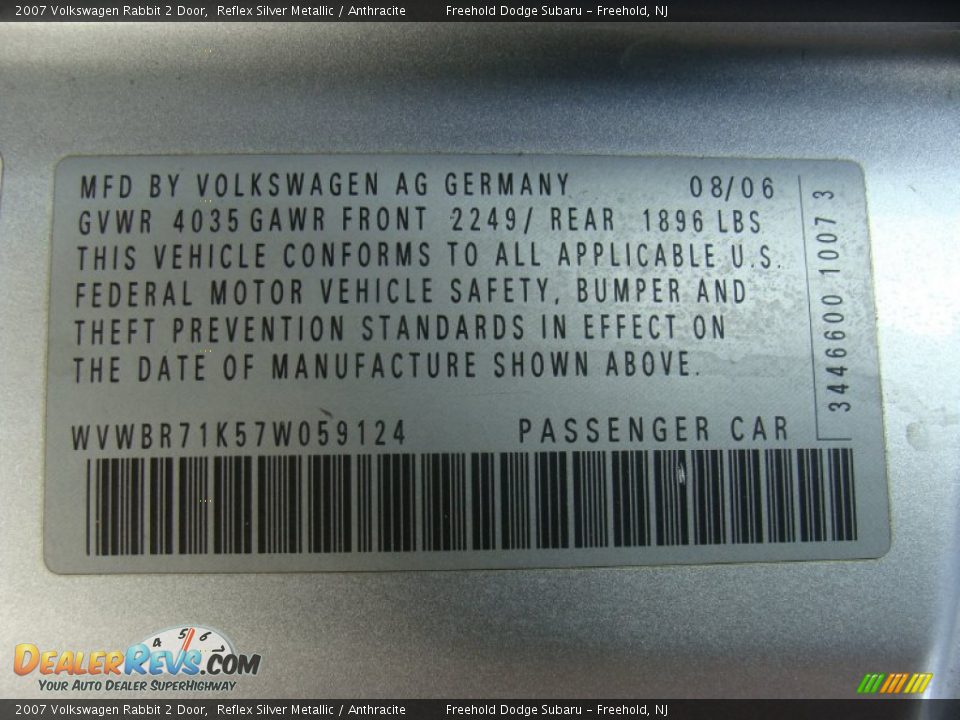 2007 Volkswagen Rabbit 2 Door, Reflex Silver Metallic / Anthracite Freehold Dodge Subaru - Freehold, NJ
MFD BY VOLKSWAGEN AG GERMANY 08/06
GVWR 4035 GAWR FRONT 2249/ REAR 1896 LBS
THIS VEHICLE CONFORMS TO ALL APPLICABLE U.S.
FEDERAL MOTOR VEHICLE SAFETY, BUMPER AND
THEFT PREVENTION STANDARDS IN EFFECT ON
THE DATE OF MANUFACTURE SHOWN ABOVE.
WVWBR71K57W059124 PASSENGER CAR
3446600 1007 3
4 5 6 7
DEALERREVS.COM
YOUR AUTO DEALER SUPERHIGHWAY
2007 Volkswagen Rabbit 2 Door, Reflex Silver Metallic / Anthracite Freehold Dodge Subaru - Freehold, NJ